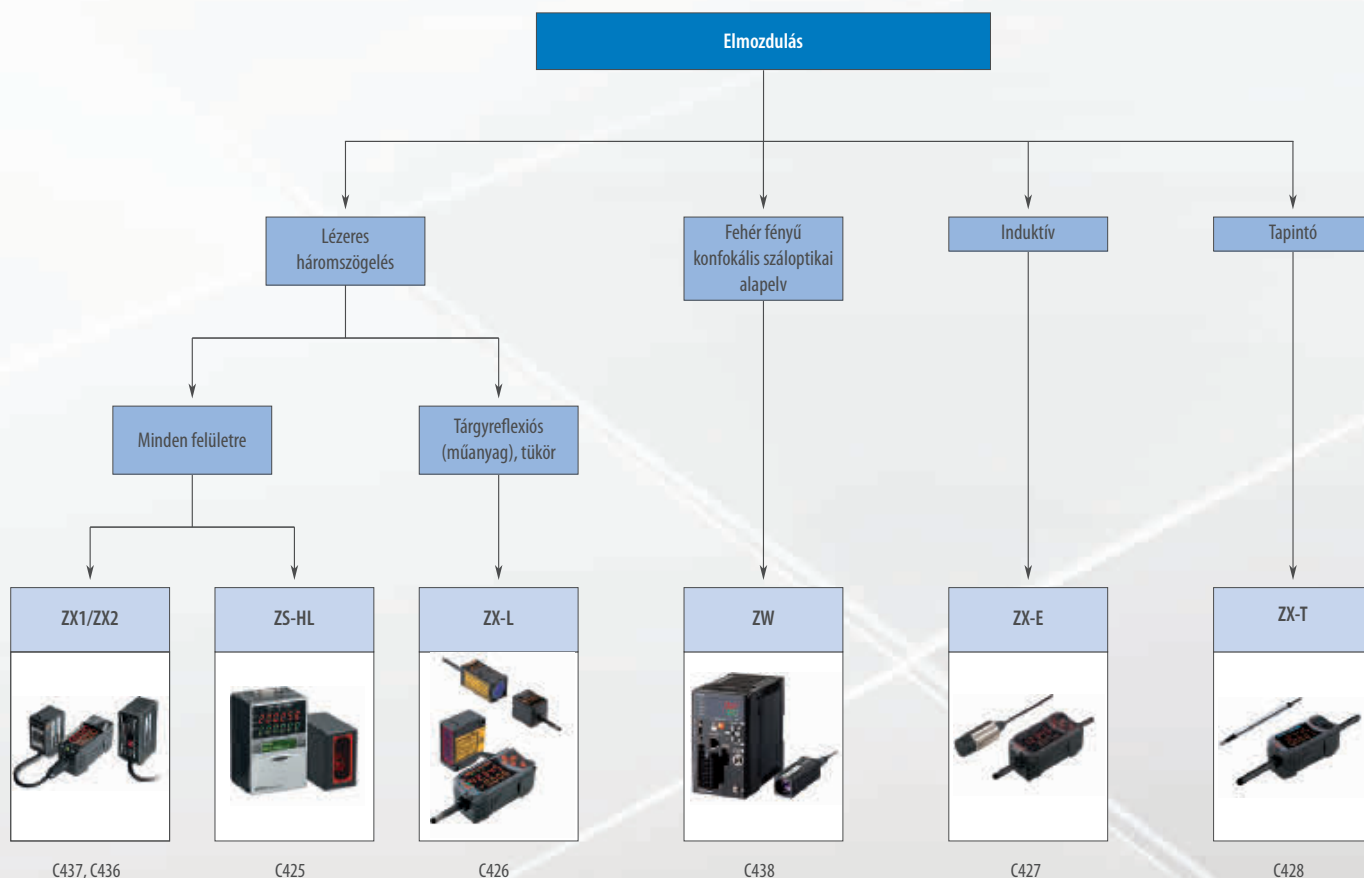 Elmozdulás
Lézeres
háromszögelés
Fehér fényű
konfokális száloptikai
alapelv
Induktív
Tapintó
Minden felületre
Tárgyreflexiós
(műanyag), tükör
ZX1/ZX2
ZS-HL
ZX-L
ZW
ZX-E
ZX-T
C437, C436
C425
C426
C438
C427
C428